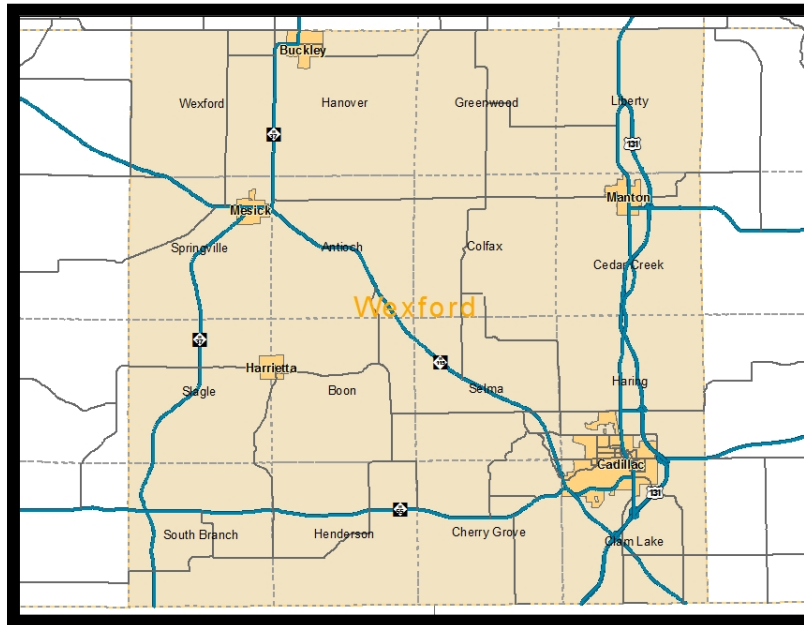 Buckley
Wexford
Hanover
Greenwood
Liberty
37
131
Manton
Mesick
Springville
Antioch
Colfax
Cedar Creek
Wexford
37
115
Harrietta
Slagle
Boon
Selma
Haring
Cadillac
131
South Branch
Henderson
Cherry Grove
Clam Lake